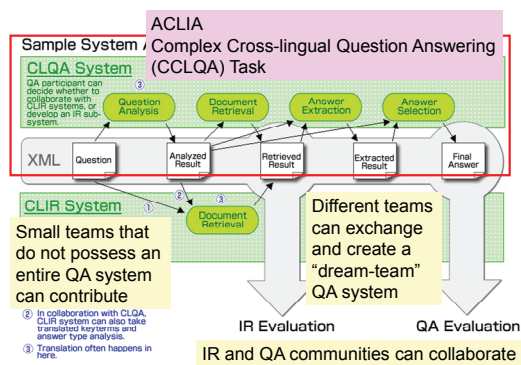 ACLIA
Complex Cross-lingual Question Answering
(CCLQA) Task
Sample System
CLQA System
QA participant can
decide whether to
collaborate with
CLIR systems, or
develop an IR sub-
system.
③
Question
Analysis
Document
Retrieval
Answer
Extraction
Answer
Selection
XML
Question
Analyzed
Result
Retrieved
Result
Extracted
Result
Final
Answer
CLIR System
①
②
③
Document
Retrieval
Small teams that
do not possess an
entire QA system
can contribute
Different teams
can exchange
and create a
“dream-team”
QA system
② In collaboration with CLQA,
CLIR system can also take
translated keyterms and
answer type analysis.
③ Translation often happens in
here.
IR Evaluation
QA Evaluation
IR and QA communities can collaborate